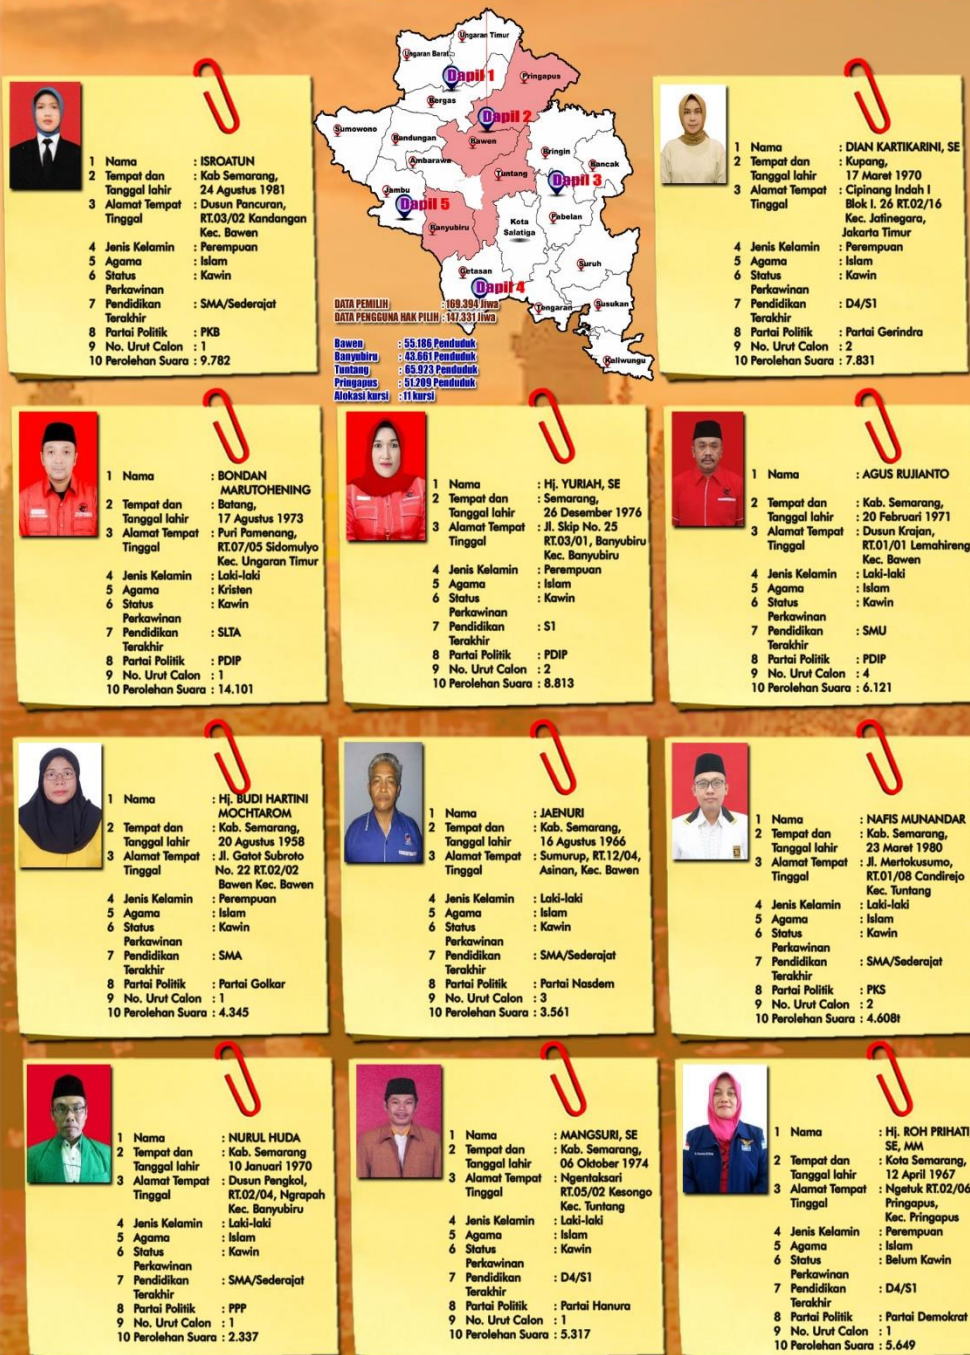 Ungaran Timur
Ungaran Barat
Dapil 1
Pringapus
Bergas
Dapil 2
Sumowono
Bandungan
Bawen
Bringin
Ambarawa
Bancak
Tuntang
Dapil 3
Jambu
Dapil 5
Kota
Salatiga
Pabelan
Banyubiru
Suruh
Getasan
Dapil 4
Tengaran
Susukan
Kaliwungu
DATA PEMILIH : 169.394 Jiwa
DATA PENGGUNA HAK PILIH : 147.331 Jiwa
Bawen : 55.186 Penduduk
Banyubiru : 43.661 Penduduk
Tuntang : 65.923 Penduduk
Pringapus : 51.209 Penduduk
Alokasi kursi : 11 kursi
1 Nama : ISROATUN
2 Tempat dan : Kab Semarang,
Tanggal lahir 24 Agustus 1981
3 Alamat Tempat : Dusun Pancuran,
Tinggal RT.03/02 Kandangan
Kec. Bawen
4 Jenis Kelamin : Perempuan
5 Agama : Islam
6 Status : Kawin
Perkawinan
7 Pendidikan : SMA/Sederajat
Terakhir
8 Partai Politik : PKB
9 No. Urut Calon : 1
10 Perolehan Suara : 9.782
1 Nama : DIAN KARTIKARINI, SE
2 Tempat dan : Kupang,
Tanggal lahir 17 Maret 1970
3 Alamat Tempat : Cipinang Indah I
Tinggal Blok I. 26 RT.02/16
Kec. Jatinegara,
Jakarta Timur
4 Jenis Kelamin : Perempuan
5 Agama : Islam
6 Status : Kawin
Perkawinan
7 Pendidikan : D4/S1
Terakhir
8 Partai Politik : Partai Gerindra
9 No. Urut Calon : 2
10 Perolehan Suara : 7.831
1 Nama : BONDAN
MARUTOHENING
2 Tempat dan : Batang,
Tanggal lahir 17 Agustus 1973
3 Alamat Tempat : Puri Pamenang,
Tinggal RT.07/05 Sidomulyo
Kec. Ungaran Timur
4 Jenis Kelamin : Laki-laki
5 Agama : Kristen
6 Status : Kawin
Perkawinan
7 Pendidikan : SLTA
Terakhir
8 Partai Politik : PDIP
9 No. Urut Calon : 1
10 Perolehan Suara : 14.101
1 Nama : Hj. YURIAH, SE
2 Tempat dan : Semarang,
Tanggal lahir 26 Desember 1976
3 Alamat Tempat : Jl. Skip No. 25
Tinggal RT.03/01, Banyubiru
Kec. Banyubiru
4 Jenis Kelamin : Perempuan
5 Agama : Islam
6 Status : Kawin
Perkawinan
7 Pendidikan : S1
Terakhir
8 Partai Politik : PDIP
9 No. Urut Calon : 2
10 Perolehan Suara : 8.813
1 Nama : AGUS RUJIANTO
2 Tempat dan : Kab. Semarang,
Tanggal lahir : 20 Februari 1971
3 Alamat Tempat : Dusun Krajan,
Tinggal RT.01/01 Lemahireng
Kec. Bawen
4 Jenis Kelamin : Laki-laki
5 Agama : Islam
6 Status : Kawin
Perkawinan
7 Pendidikan : SMU
Terakhir
8 Partai Politik : PDIP
9 No. Urut Calon : 4
10 Perolehan Suara : 6.121
1 Nama : Hj. BUDI HARTINI
MOCHTAROM
2 Tempat dan : Kab. Semarang,
Tanggal lahir 20 Agustus 1958
3 Alamat Tempat : Jl. Gatot Subroto
Tinggal No. 22 RT.02/02
Bawen Kec. Bawen
4 Jenis Kelamin : Perempuan
5 Agama : Islam
6 Status : Kawin
Perkawinan
7 Pendidikan : SMA
Terakhir
8 Partai Politik : Partai Golkar
9 No. Urut Calon : 1
10 Perolehan Suara : 4.345
1 Nama : JAENURI
2 Tempat dan : Kab. Semarang,
Tanggal lahir 16 Agustus 1966
3 Alamat Tempat : Sumurup, RT.12/04,
Tinggal Asinan, Kec. Bawen
4 Jenis Kelamin : Laki-laki
5 Agama : Islam
6 Status : Kawin
Perkawinan
7 Pendidikan : SMA/Sederajat
Terakhir
8 Partai Politik : Partai Nasdem
9 No. Urut Calon : 3
10 Perolehan Suara : 3.561
1 Nama : NAFIS MUNANDAR
2 Tempat dan : Kab. Semarang,
Tanggal lahir 23 Maret 1980
3 Alamat Tempat : Jl. Mertokusumo,
Tinggal RT.01/08 Candirejo
Kec. Tuntang
4 Jenis Kelamin : Laki-laki
5 Agama : Islam
6 Status : Kawin
Perkawinan
7 Pendidikan : SMA/Sederajat
Terakhir
8 Partai Politik : PKS
9 No. Urut Calon : 2
10 Perolehan Suara : 4.608t
1 Nama : NURUL HUDA
2 Tempat dan : Kab. Semarang
Tanggal lahir 10 Januari 1970
3 Alamat Tempat : Dusun Pengkol,
Tinggal RT.02/04, Ngrapah
Kec. Banyubiru
4 Jenis Kelamin : Laki-laki
5 Agama : Islam
6 Status : Kawin
Perkawinan
7 Pendidikan : SMA/Sederajat
Terakhir
8 Partai Politik : PPP
9 No. Urut Calon : 1
10 Perolehan Suara : 2.337
1 Nama : MANGSURI, SE
2 Tempat dan : Kab. Semarang,
Tanggal lahir 06 Oktober 1974
3 Alamat Tempat : Ngentaksari
Tinggal RT.05/02 Kesongo
Kec. Tuntang
4 Jenis Kelamin : Laki-laki
5 Agama : Islam
6 Status : Kawin
Perkawinan
7 Pendidikan : D4/S1
Terakhir
8 Partai Politik : Partai Hanura
9 No. Urut Calon : 1
10 Perolehan Suara : 5.317
1 Nama : Hj. ROH PRIHATI
SE, MM
2 Tempat dan : Kota Semarang,
Tanggal lahir 12 April 1967
3 Alamat Tempat : Ngetuk RT.02/06
Tinggal Pringapus,
Kec. Pringapus
4 Jenis Kelamin : Perempuan
5 Agama : Islam
6 Status : Belum Kawin
Perkawinan
7 Pendidikan : D4/S1
Terakhir
8 Partai Politik : Partai Demokrat
9 No. Urut Calon : 1
10 Perolehan Suara : 5.649